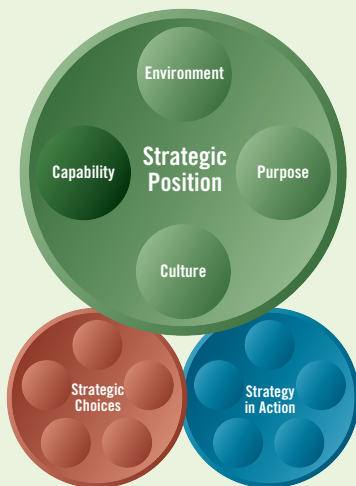 Environment
Capability
Strategic
Position
Purpose
Culture
Strategic
Choices
Strategy
in Action